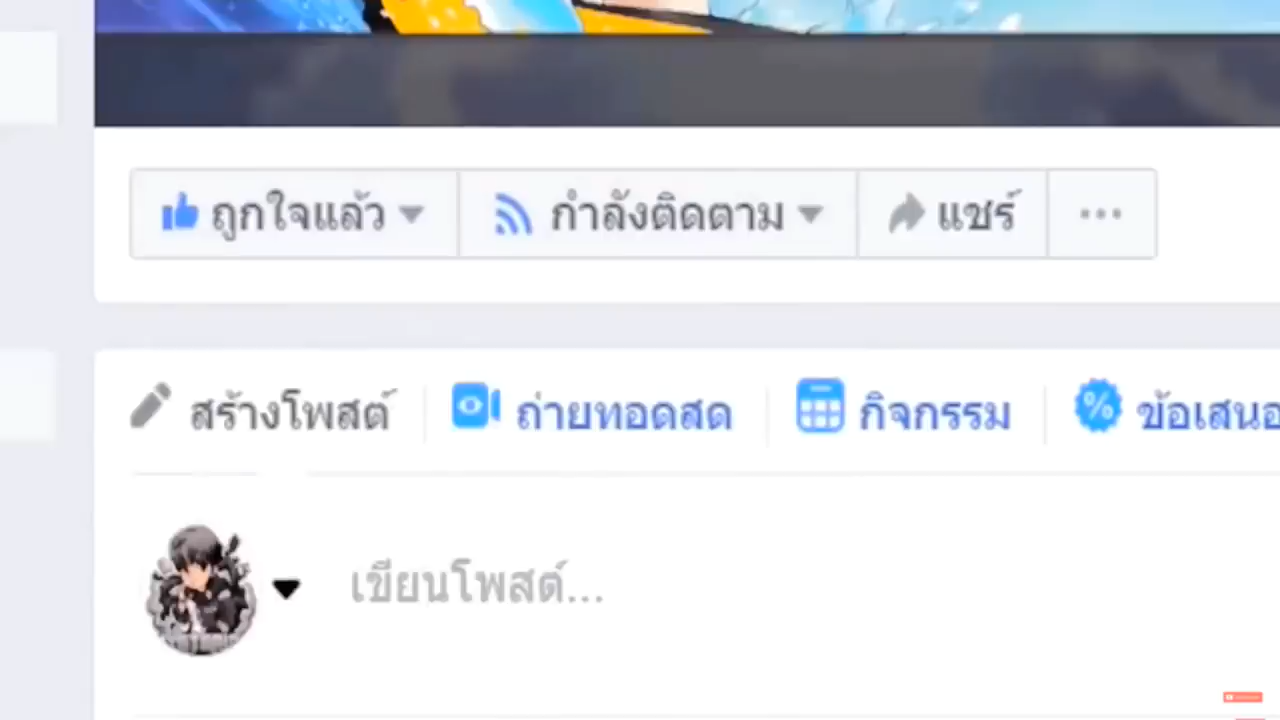 ถูกใจแล้ว กำลังติดตาม แชร์
สร้างโพสต์ ถ่ายทอดสด กิจกรรม ข้อเสนอ
เขียนโพสต์...